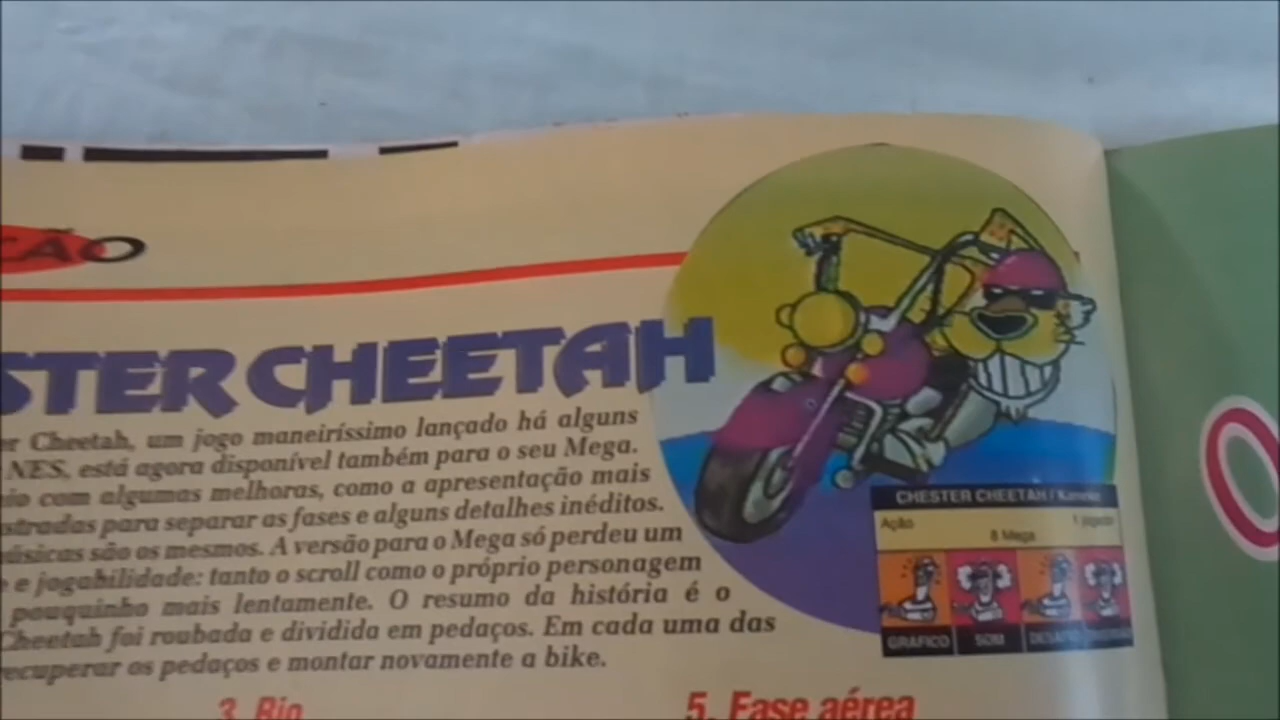 ÇÃO
STER CHEETAH
er Cheetah, um jogo maneiríssimo lançado há alguns
NES, está agora disponível também para o seu Mega.
com algumas melhoras, como a apresentação mais
stradas para separar as fases e alguns detalhes inéditos.
músicas são os mesmos. A versão para o Mega só perdeu um
e e jogabilidade: tanto o scroll como o próprio personagem
pouquinho mais lentamente. O resumo da história é o
Cheetah foi roubada e dividida em pedaços. Em cada uma das
recuperar os pedaços e montar novamente a bike.
CHESTER CHEETAH / Kaneko
Ação 1 jogador
8 Mega
GRÁFICO SOM DESAFIO
3. Rio 5. Fase aérea